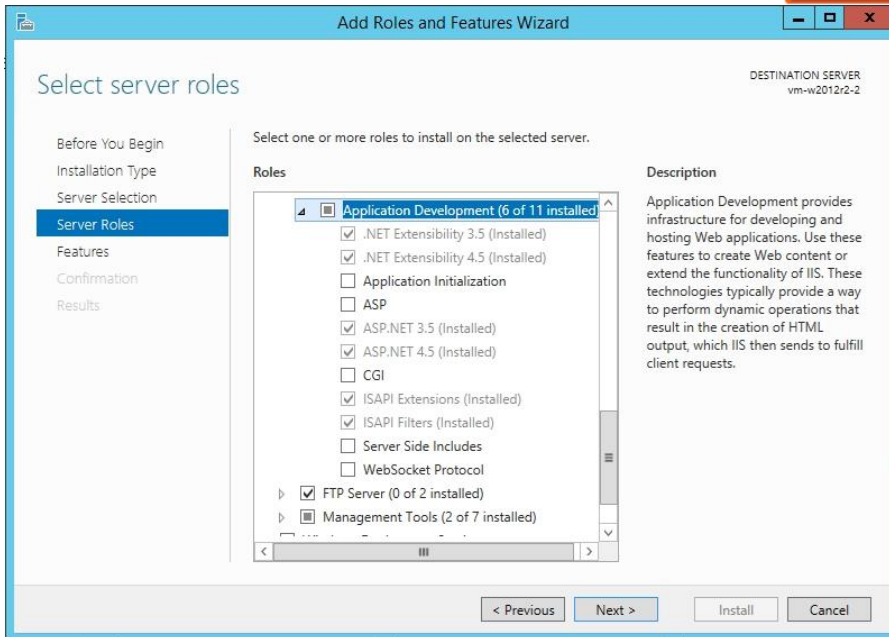 Add Roles and Features Wizard
Select server roles
DESTINATION SERVER
vm-w2012r2-2
Before You Begin
Installation Type
Server Selection
Server Roles
Features
Confirmation
Results
Select one or more roles to install on the selected server.
Roles
Application Development (6 of 11 installed)
.NET Extensibility 3.5 (Installed)
.NET Extensibility 4.5 (Installed)
Application Initialization
ASP
ASP.NET 3.5 (Installed)
ASP.NET 4.5 (Installed)
CGI
ISAPI Extensions (Installed)
ISAPI Filters (Installed)
Server Side Includes
WebSocket Protocol
FTP Server (0 of 2 installed)
Management Tools (2 of 7 installed)
Description
Application Development provides
infrastructure for developing and
hosting Web applications. Use these
features to create Web content or
extend the functionality of IIS. These
technologies typically provide a way
to perform dynamic operations that
result in the creation of HTML
output, which IIS then sends to fulfill
client requests.
< Previous
Next >
Install
Cancel